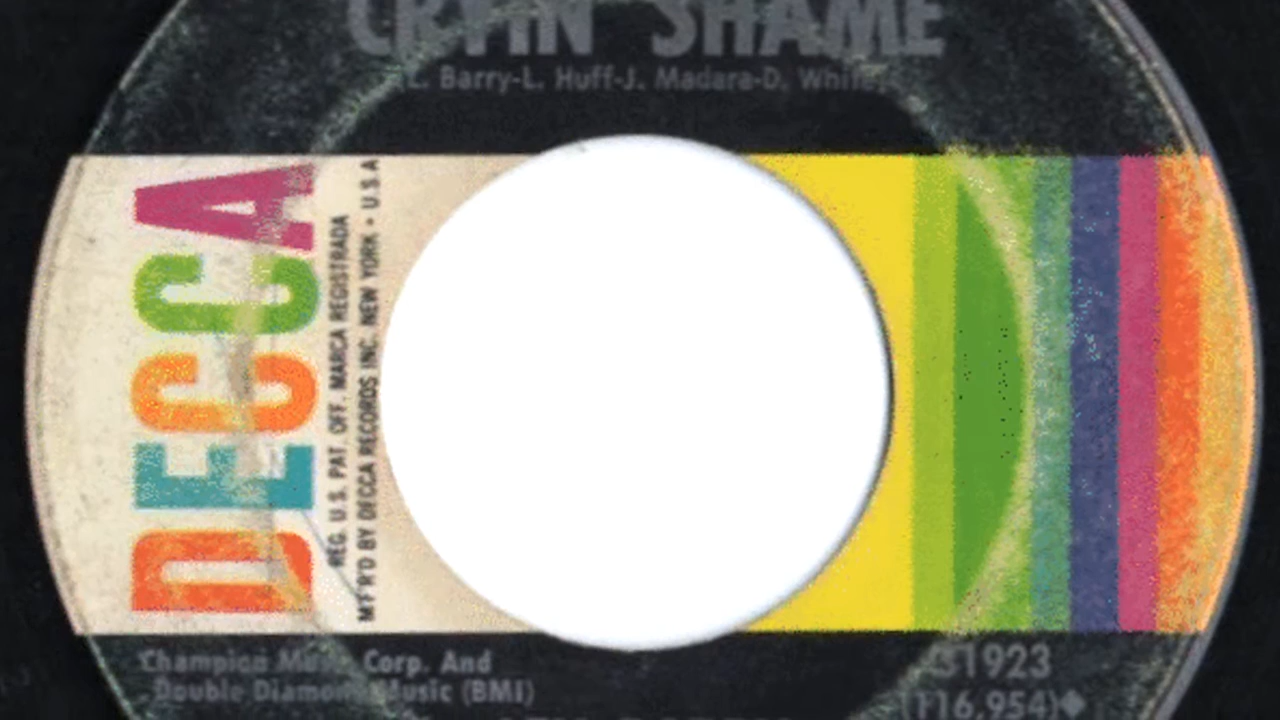 CRYIN' SHAME
(L. Barry-L. Huff-J. Madara-D. White)
DECCA
REG. U.S. PAT. OFF. MARCA REGISTRADA
M'F'R'D BY DECCA RECORDS INC. NEW YORK • U.S.A
Champion Music Corp. And
Double Diamond Music (BMI)
31923
(116,954)◆